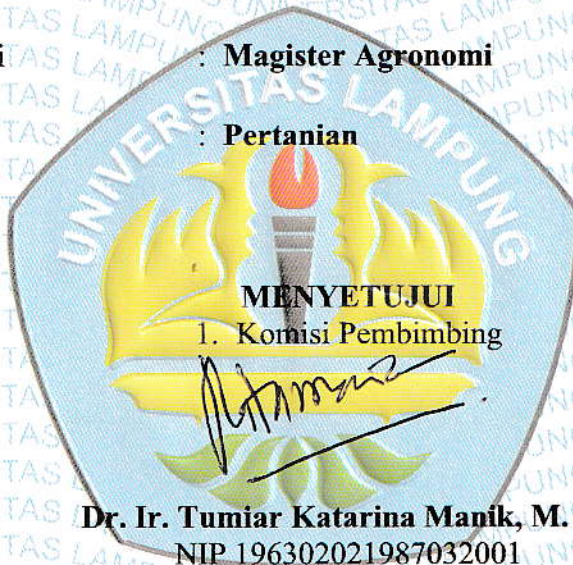 i : Magister Agronomi
: Pertanian
UNIVERSITAS LAMPUNG
MENYETUJUI
1. Komisi Pembimbing
Dr. Ir. Tumiar Katarina Manik, M.
NIP 196302021987032001